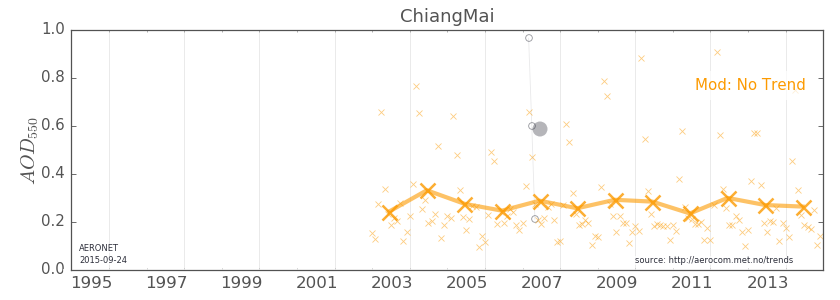 ChiangMai
1.0
0.8
0.6
0.4
0.2
0.0
AOD550
Mod: No Trend
AERONET
2015-09-24
source: http://aerocom.met.no/trends
1995 1997 1999 2001 2003 2005 2007 2009 2011 2013